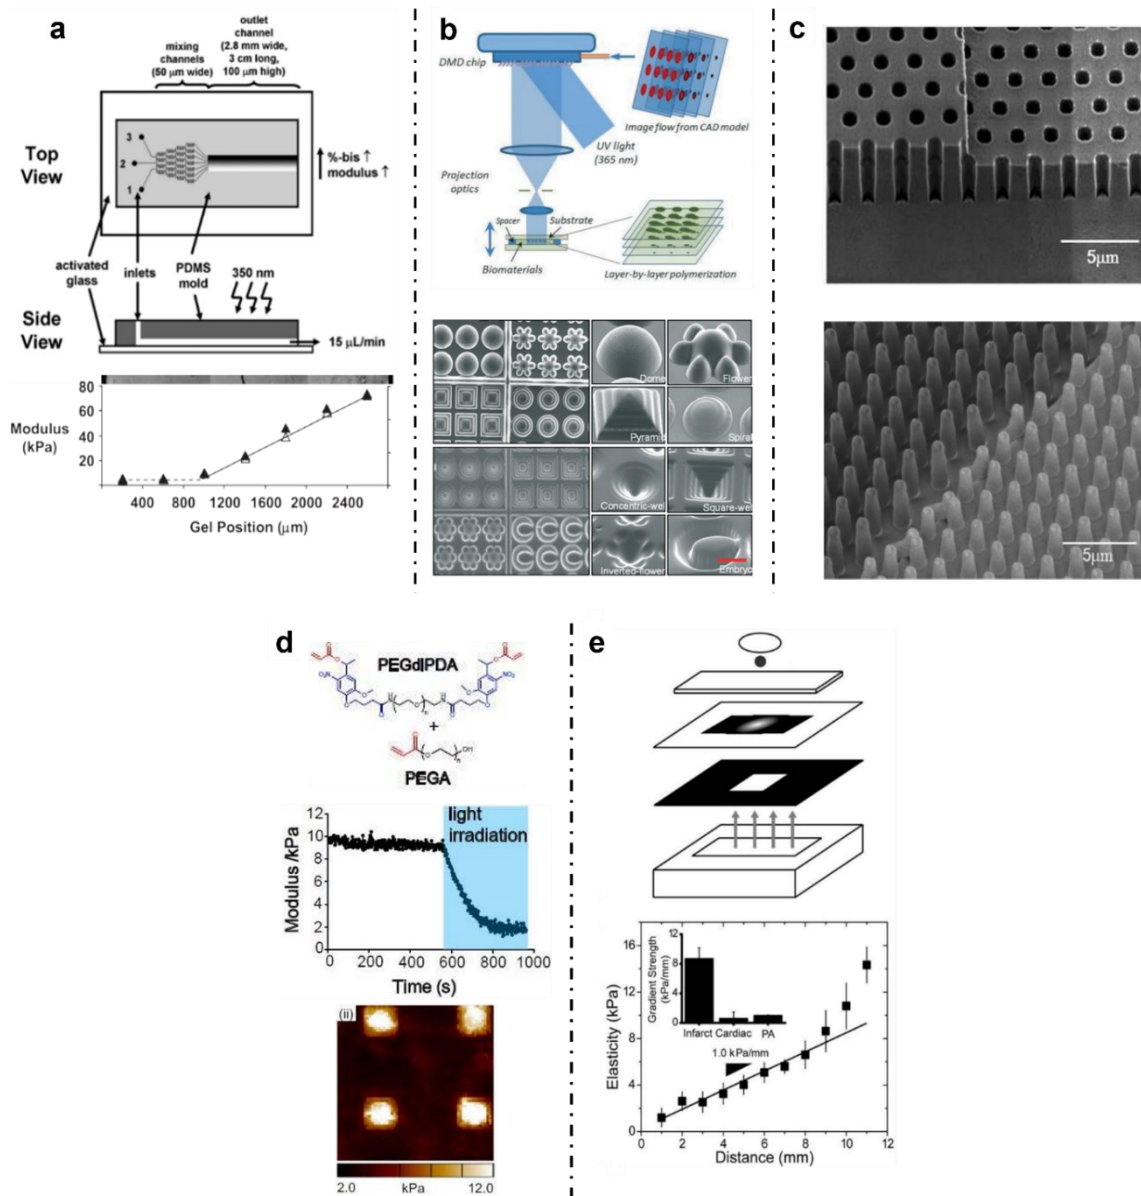 a
mixing
channels
(50 μm wide)
outlet
channel
(2.8 mm wide,
3 cm long,
100 μm high)
Top
View
3
2
1
%-bis ↑
modulus ↑
activated
glass
inlets
PDMS
mold
350 nm
Side
View
15 μL/min
80
60
40
20
Modulus
(kPa)
400
800
1200
1600
2000
2400
Gel Position (μm)
b
DMD chip
Image flow from CAD model
UV light
(365 nm)
Projection
optics
Spacer
Substrate
Biomaterials
Layer-by-layer polymerization
Dome
Flower
Pyramid
Spiral
Concentric-well
Square-well
Inverted-flower
Embryo
c
5μm
5μm
d
PEGdiPDA
O
O
O
O
O₂N
NO₂
O
O
O
H
N
O
n
H
N
O
O
O
+
O
O
n
OH
PEGA
light
irradiation
12
10
8
6
4
2
0
Modulus /kPa
0
200
400
600
800
1000
Time (s)
(ii)
2.0
kPa
12.0
e
16
12
8
4
0
Elasticity (kPa)
12
8
4
0
Gradient Strength
(kPa/mm)
Infarct
Cardiac
PA
1.0 kPa/mm
0
2
4
6
8
10
12
Distance (mm)